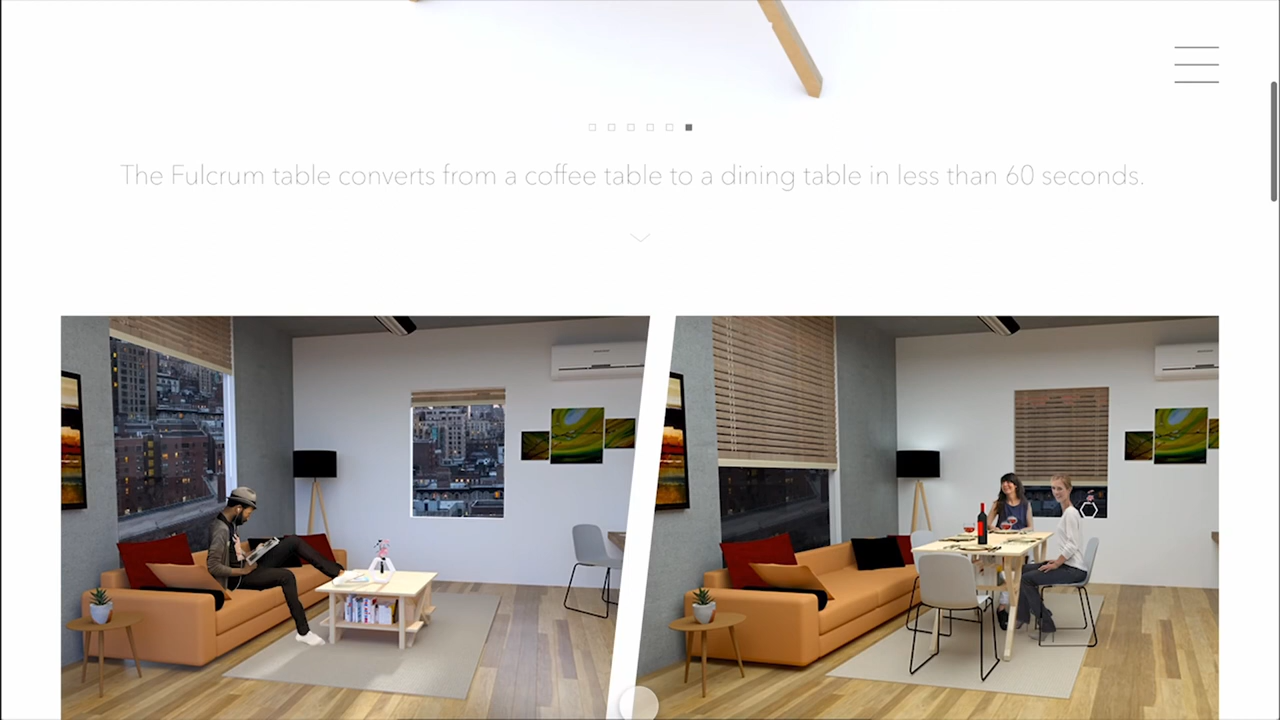 The Fulcrum table converts from a coffee table to a dining table in less than 60 seconds.